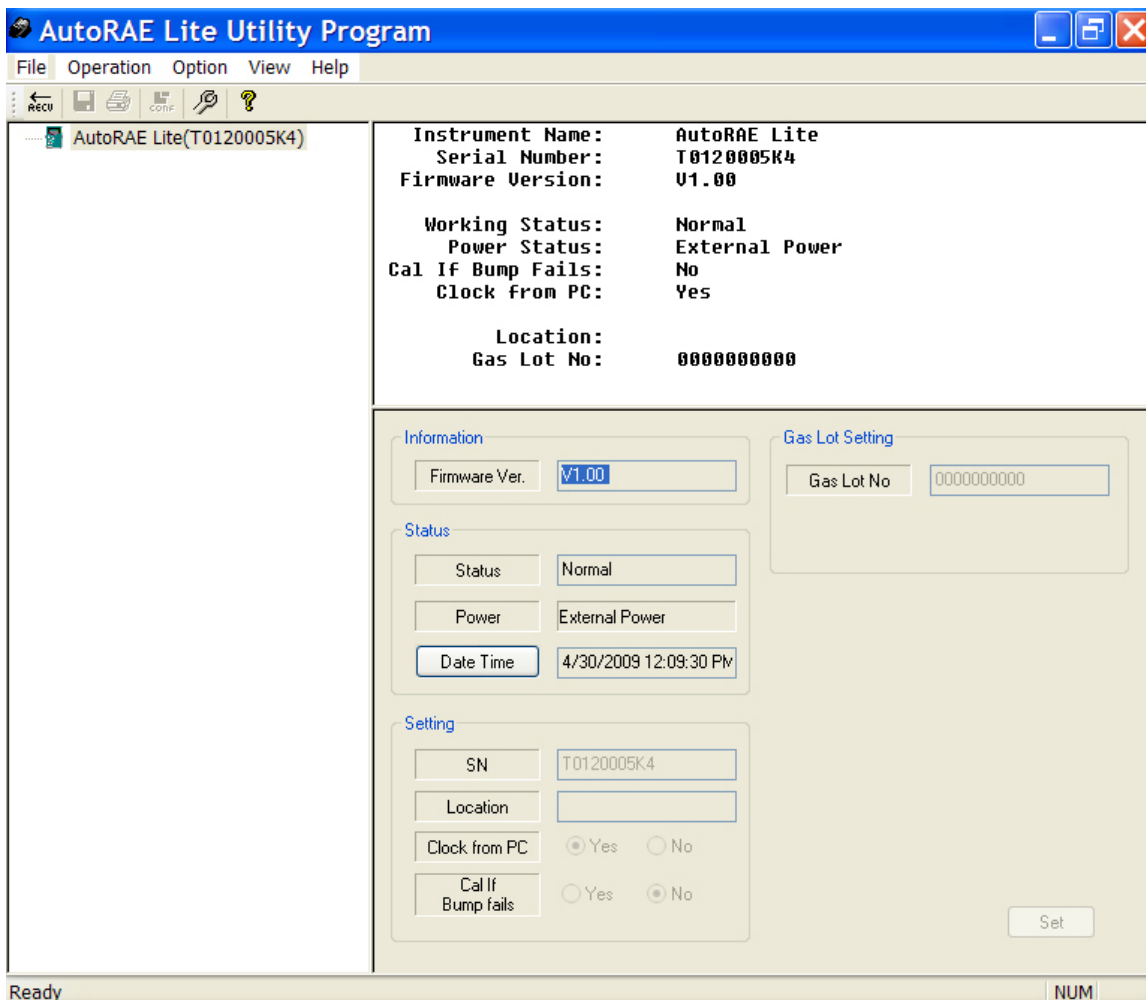 AutoRAE Lite Utility Program
File Operation Option View Help
RECV CONF ?
AutoRAE Lite(T0120005K4)
Instrument Name: AutoRAE Lite
Serial Number: T0120005K4
Firmware Version: V1.00
Working Status: Normal
Power Status: External Power
Cal If Bump Fails: No
Clock from PC: Yes
Location:
Gas Lot No: 0000000000
Information
Firmware Ver. V1.00
Status
Status Normal
Power External Power
Date Time 4/30/2009 12:09:30 PM
Setting
SN T0120005K4
Location
Clock from PC Yes No
Cal If
Bump fails Yes No
Gas Lot Setting
Gas Lot No 0000000000
Set
Ready NUM